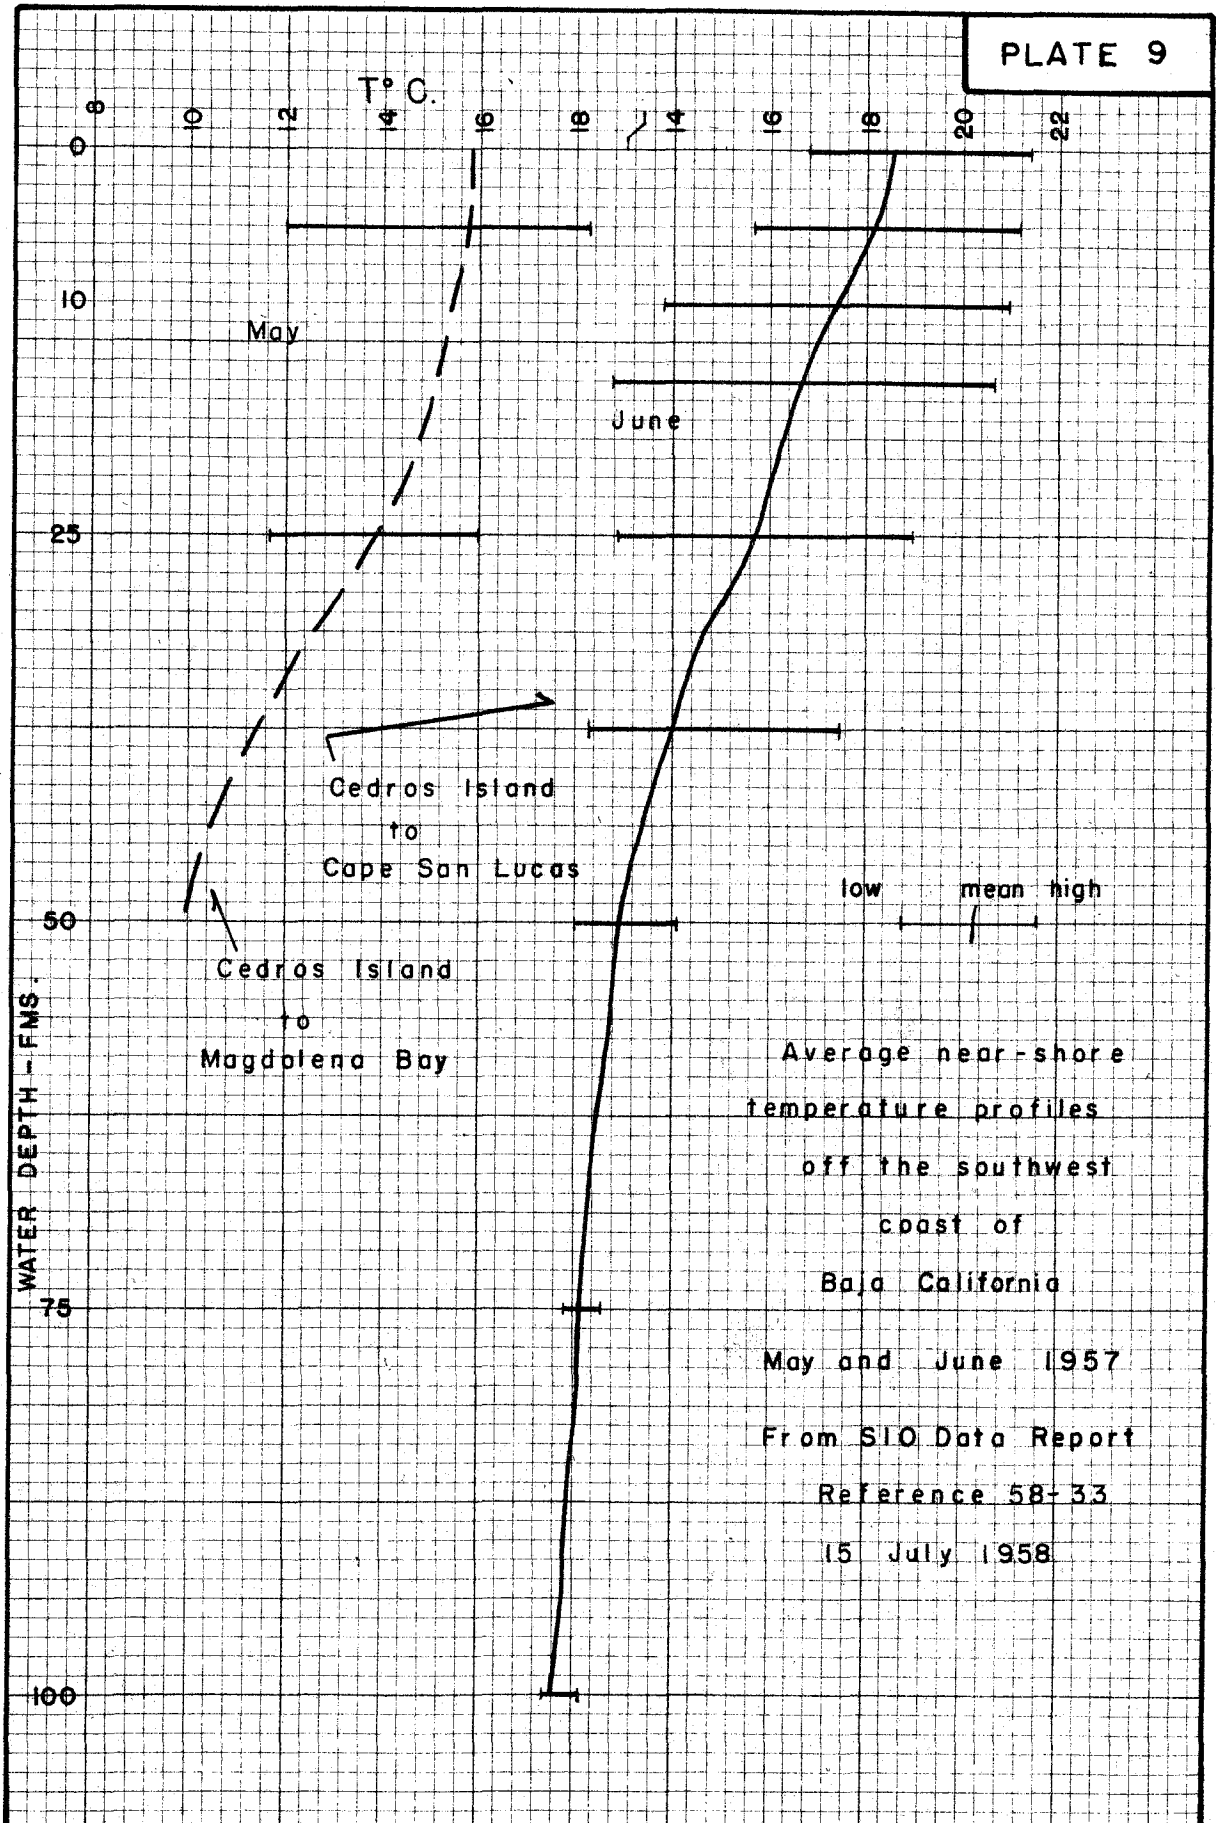 PLATE 9
T° C.
8 10 12 14 16 18 14 16 18 20 22
0
10
May
June
25
Cedros Island
to
Cape San Lucas
low mean high
50
Cedros Island
to
Magdalena Bay
WATER DEPTH - FMS.
Average near-shore
temperature profiles
off the southwest
coast of
Baja California
75
May and June 1957
From SIO Data Report
Reference 58-33
15 July 1958
100